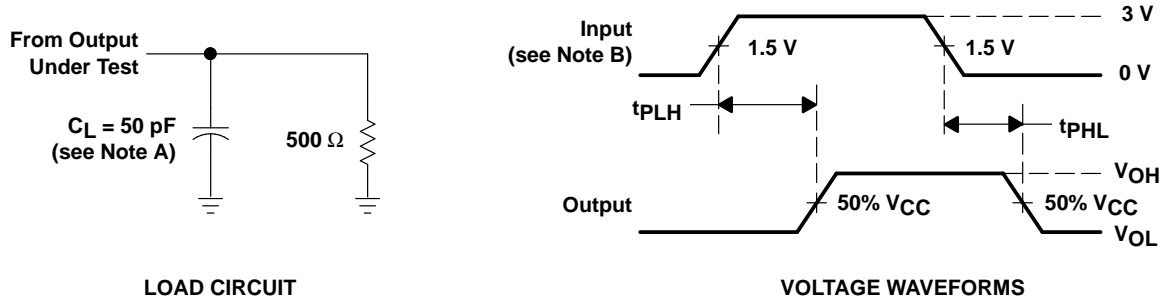 From Output
Under Test
CL = 50 pF
(see Note A)
500 Ω
LOAD CIRCUIT
Input
(see Note B)
1.5 V
1.5 V
3 V
0 V
tPLH
tPHL
Output
50% VCC
50% VCC
VOH
VOL
VOLTAGE WAVEFORMS